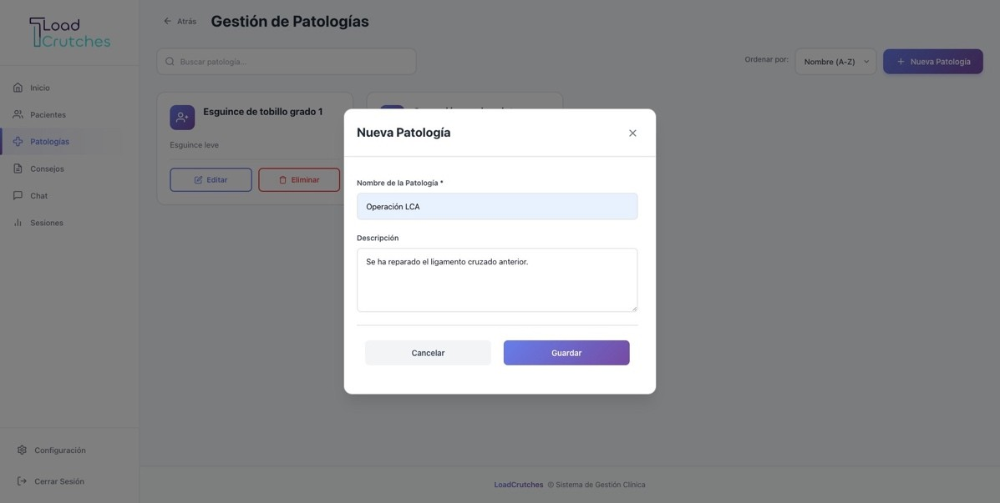 Load
Crutches
Inicio
Pacientes
Patologías
Consejos
Chat
Sesiones
Configuración
Cerrar Sesión
Atrás
Gestión de Patologías
Buscar patología...
Ordenar por:
Nombre (A-Z)
Nueva Patología
Esguince de tobillo grado 1
Esguince leve
Editar
Eliminar
Nueva Patología
Nombre de la Patología *
Operación LCA
Descripción
Se ha reparado el ligamento cruzado anterior.
Cancelar
Guardar
LoadCrutches © Sistema de Gestión Clínica